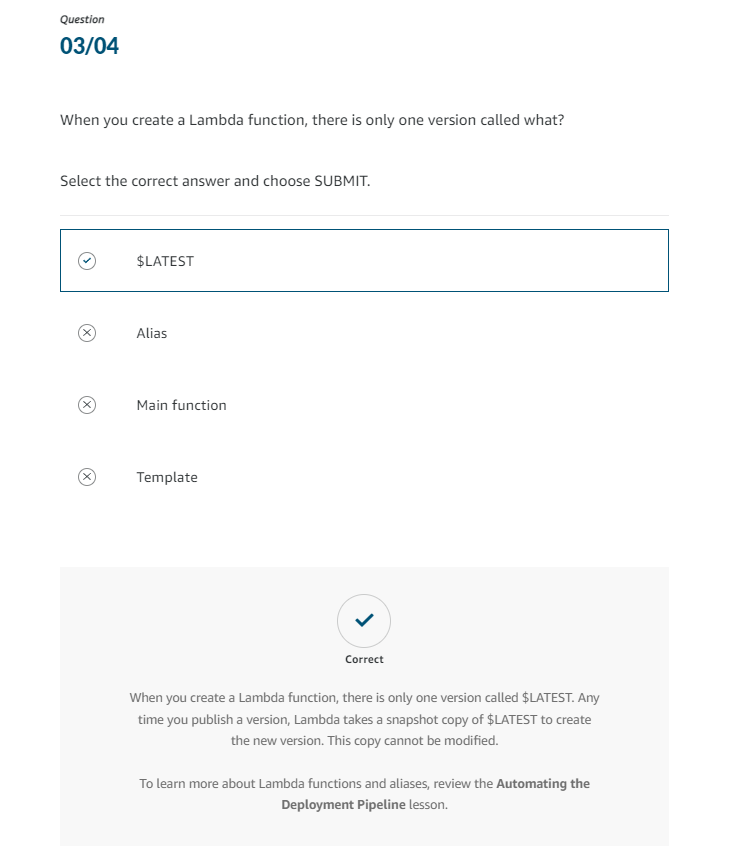 Question
03/04
When you create a Lambda function, there is only one version called what?
Select the correct answer and choose SUBMIT.
$LATEST
Alias
Main function
Template
Correct
When you create a Lambda function, there is only one version called $LATEST. Any
time you publish a version, Lambda takes a snapshot copy of $LATEST to create
the new version. This copy cannot be modified.
To learn more about Lambda functions and aliases, review the Automating the
Deployment Pipeline lesson.